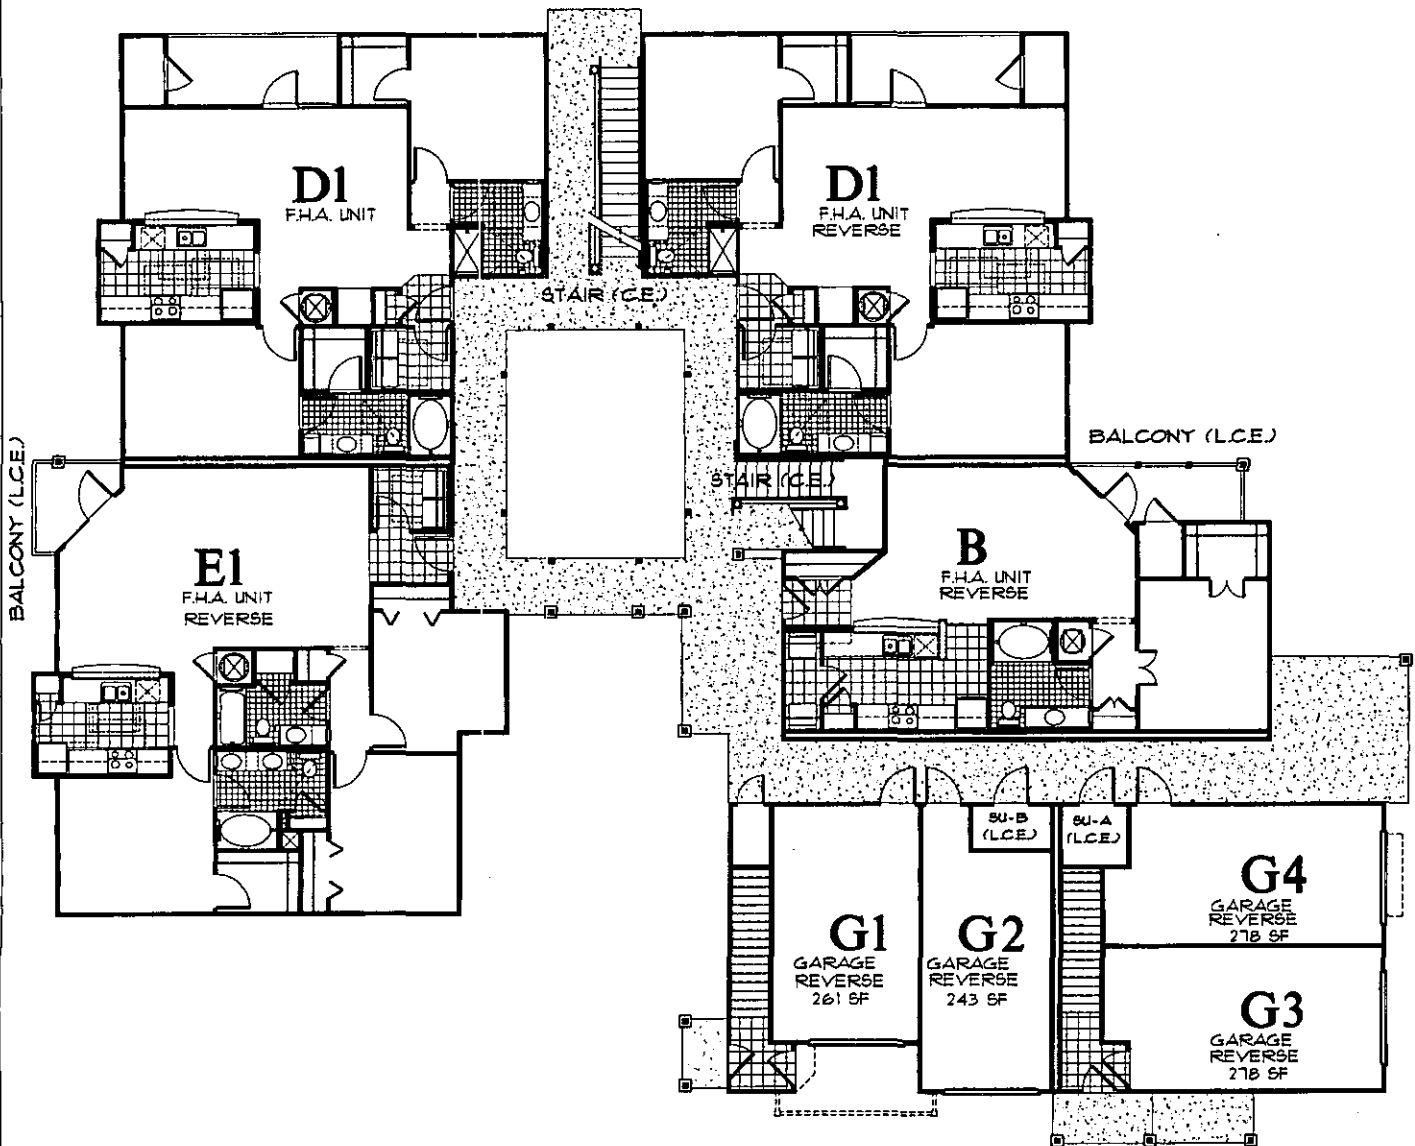 D1
F.H.A. UNIT
D1
F.H.A. UNIT
REVERSE
STAIR (C.E.)
BALCONY (L.C.E.)
BALCONY (L.C.E.)
STAIR (C.E.)
E1
F.H.A. UNIT
REVERSE
B
F.H.A. UNIT
REVERSE
SU-B
(L.C.E.)
SU-A
(L.C.E.)
G4
GARAGE
REVERSE
278 SF
G1
GARAGE
REVERSE
261 SF
G2
GARAGE
REVERSE
243 SF
G3
GARAGE
REVERSE
278 SF